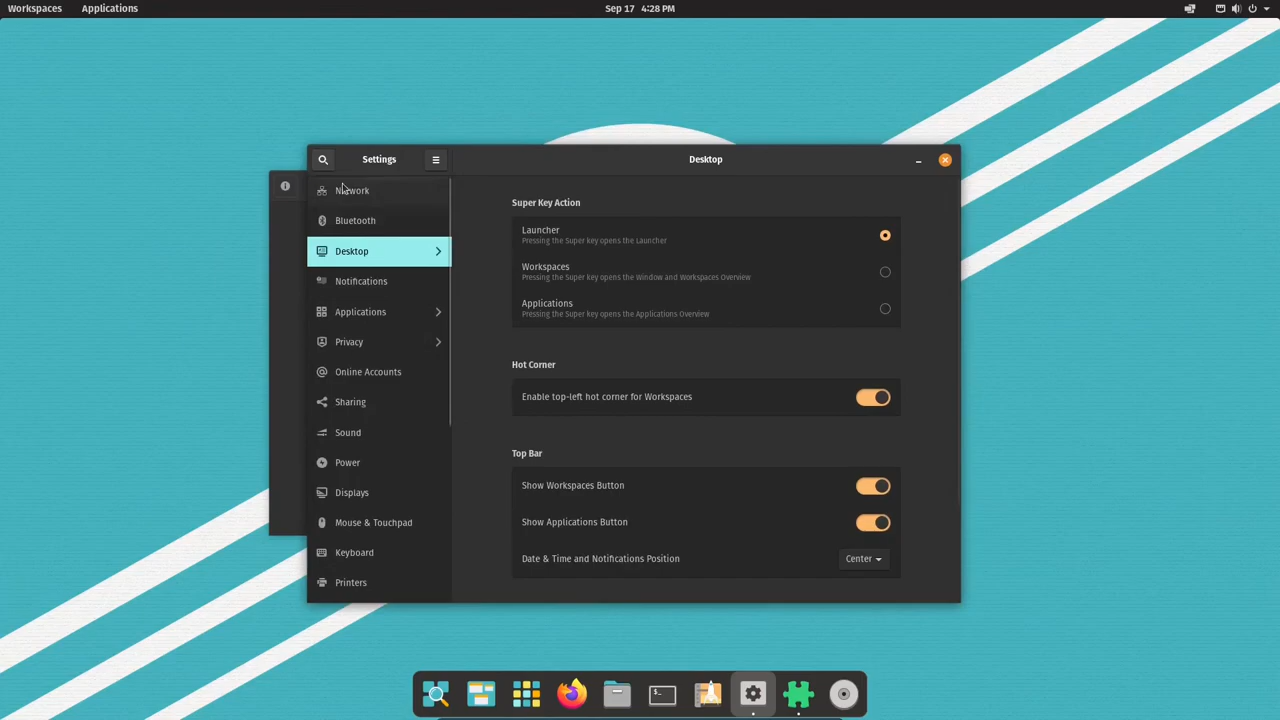 Workspaces Applications Sep 17 4:28 PM
Settings Desktop
Network
Bluetooth
Desktop
Notifications
Applications
Privacy
Online Accounts
Sharing
Sound
Power
Displays
Mouse & Touchpad
Keyboard
Printers
Super Key Action
Launcher
Pressing the Super key opens the Launcher
Workspaces
Pressing the Super key opens the Window and Workspaces Overview
Applications
Pressing the Super key opens the Applications Overview
Hot Corner
Enable top-left hot corner for Workspaces
Top Bar
Show Workspaces Button
Show Applications Button
Date & Time and Notifications Position Center